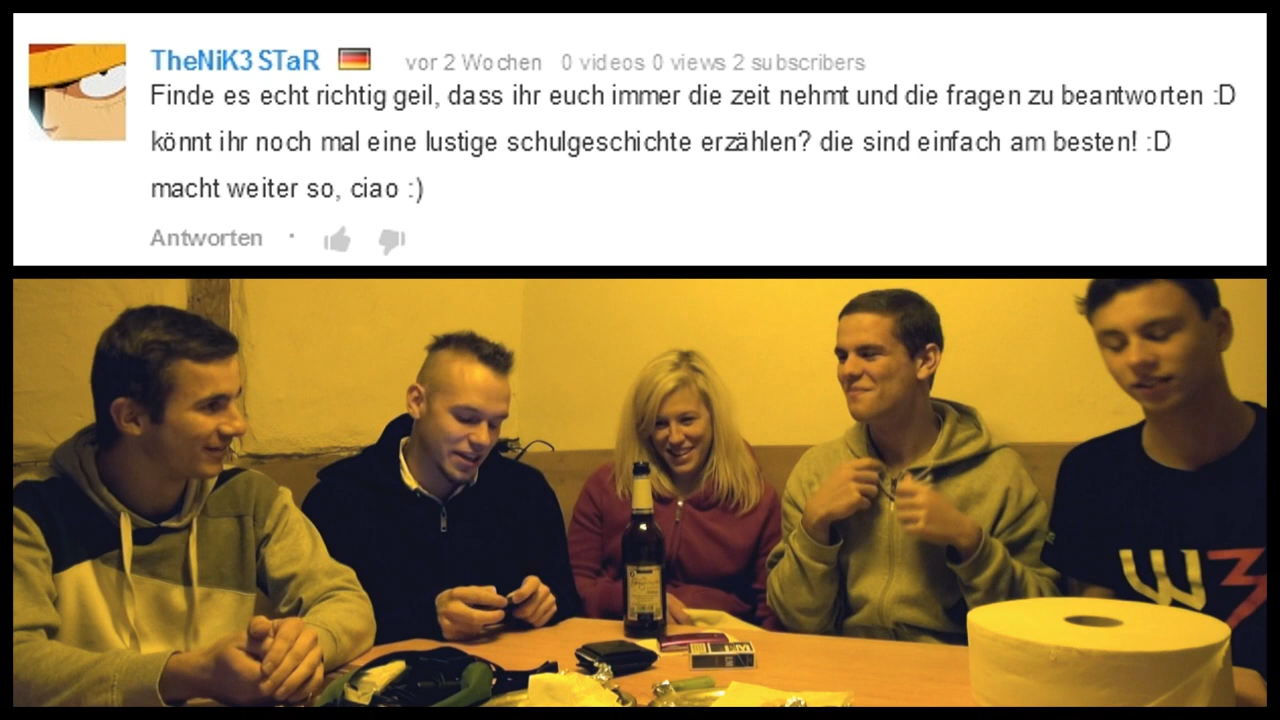 TheNiK3STaR vor 2 Wochen 0 videos 0 views 2 subscribers
Finde es echt richtig geil, dass ihr euch immer die zeit nehmt und die fragen zu beantworten :D
könnt ihr noch mal eine lustige schulgeschichte erzählen? die sind einfach am besten! :D
macht weiter so, ciao :)
Antworten ·
W3